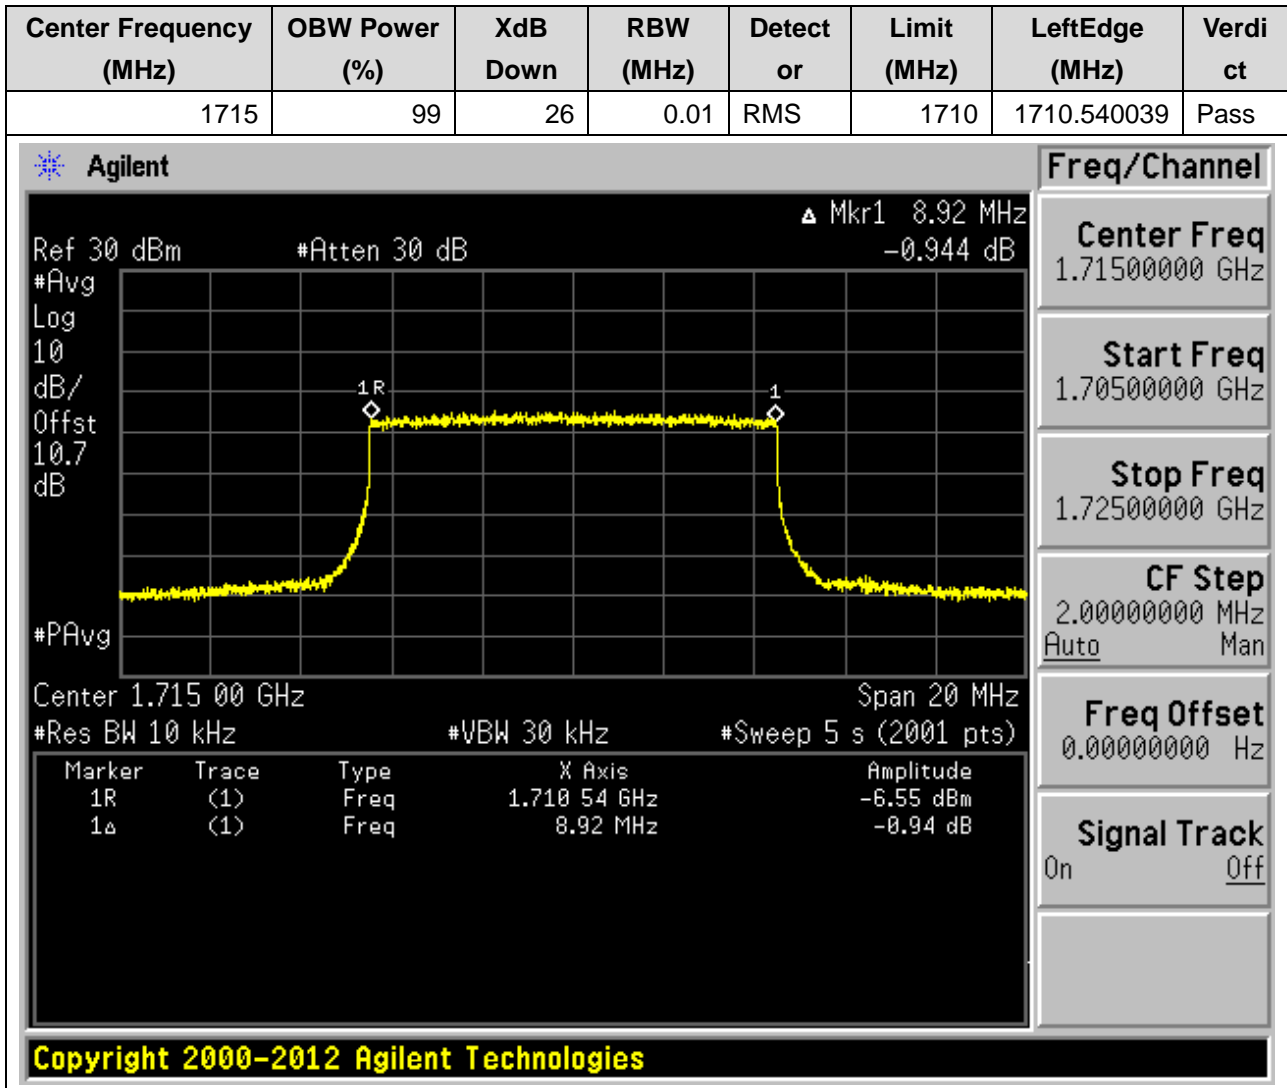 Center Frequency (MHz) OBW Power (%) XdB Down RBW (MHz) Detect or Limit (MHz) LeftEdge (MHz) Verdi ct
1715 99 26 0.01 RMS 1710 1710.540039 Pass
Agilent
Freq/Channel
Δ Mkr1 8.92 MHz
Ref 30 dBm #Atten 30 dB -0.944 dB
#Avg
Log
10
dB/
Offst
10.7
dB
#PAvg
1R
1
Center 1.715 00 GHz Span 20 MHz
#Res BW 10 kHz #VBW 30 kHz #Sweep 5 s (2001 pts)
Marker Trace Type X Axis Amplitude
1R (1) Freq 1.710 54 GHz -6.55 dBm
1Δ (1) Freq 8.92 MHz -0.94 dB
Center Freq
1.71500000 GHz
Start Freq
1.70500000 GHz
Stop Freq
1.72500000 GHz
CF Step
2.00000000 MHz
Auto Man
Freq Offset
0.00000000 Hz
Signal Track
On Off
Copyright 2000-2012 Agilent Technologies